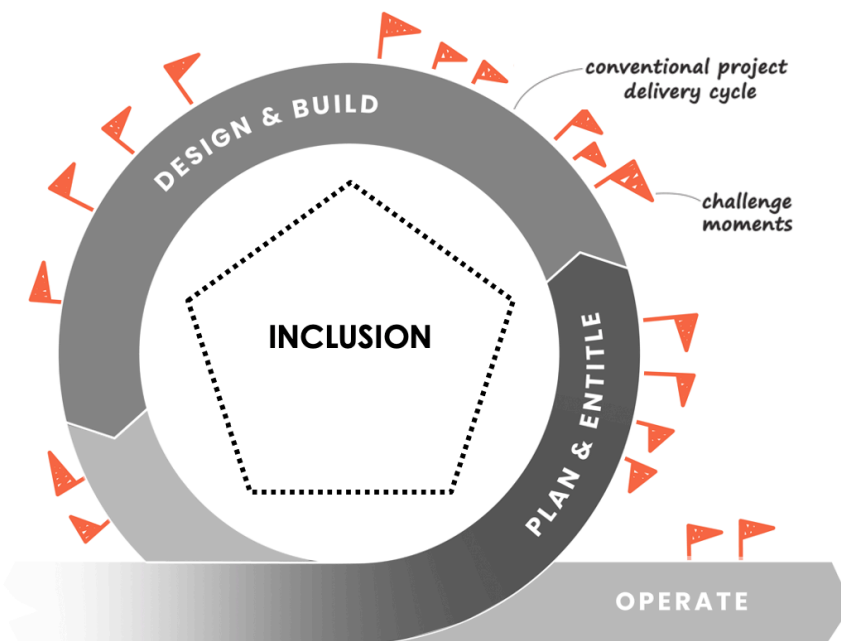 conventional project
delivery cycle
DESIGN & BUILD
challenge
moments
INCLUSION
PLAN & ENTITLE
OPERATE